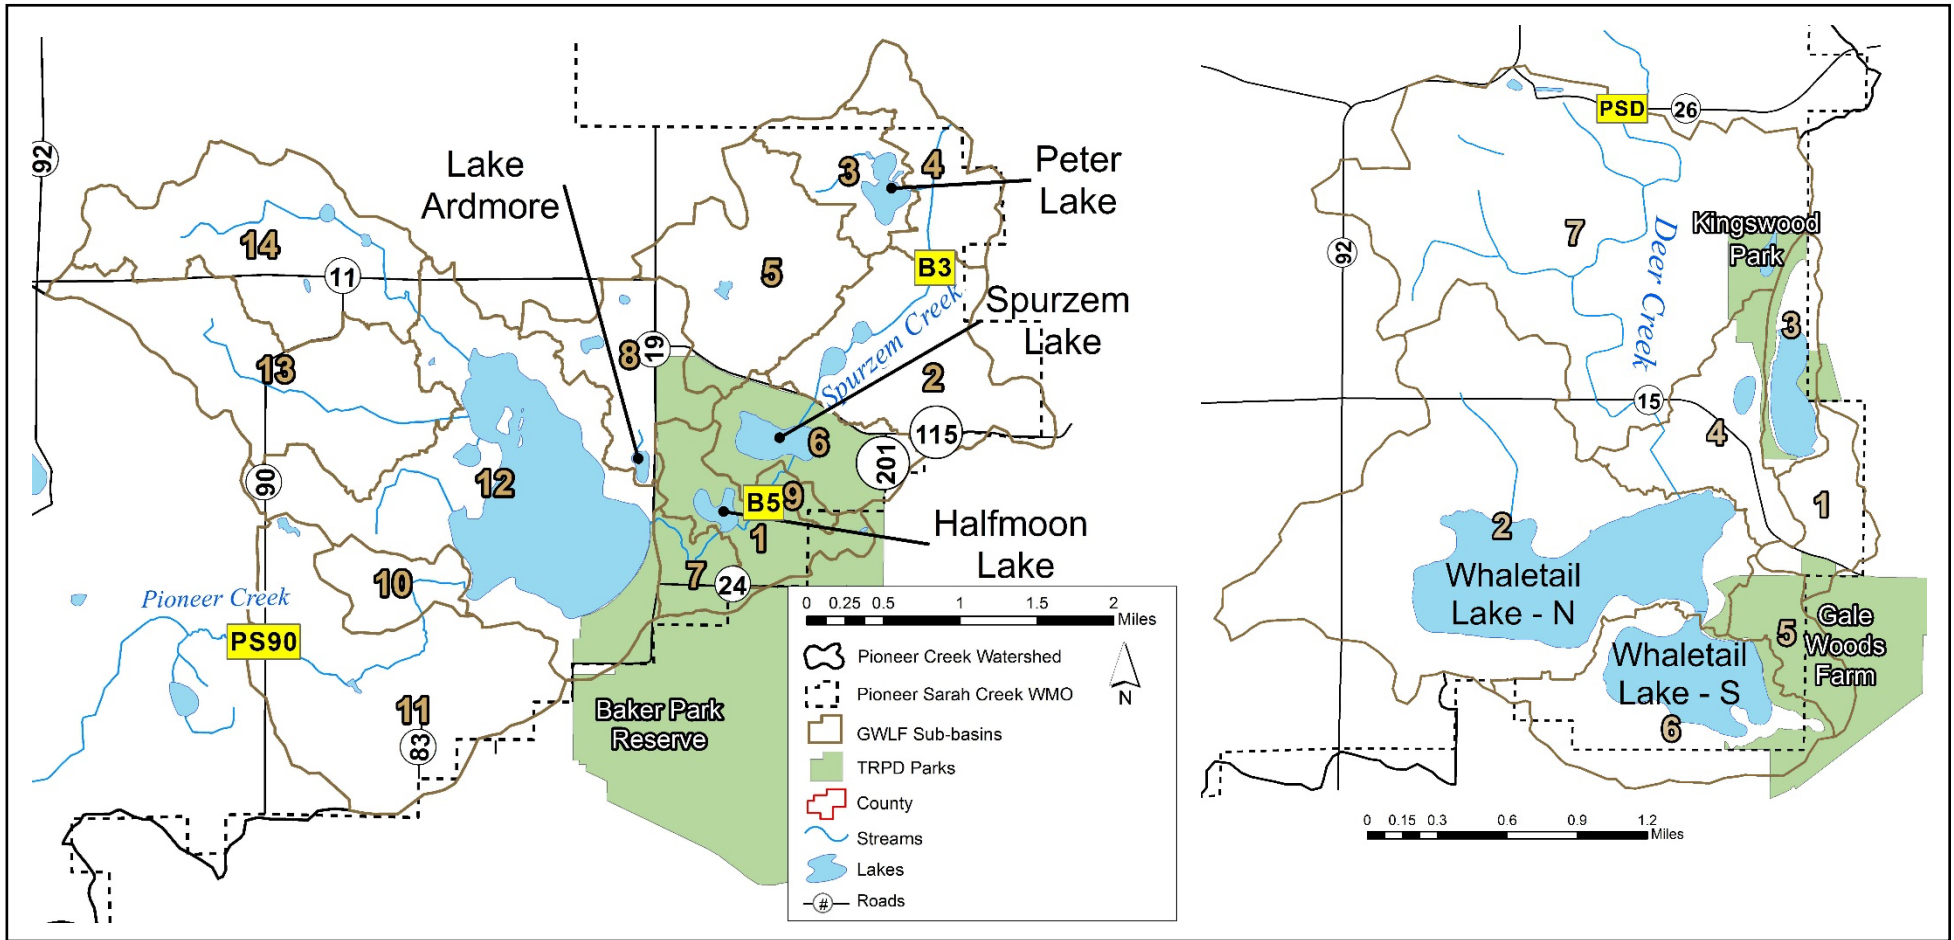 92
Lake
Ardmore
14
11
13
90
12
10
Pioneer Creek
PS90
11
83
3
4
Peter
Lake
5
B3
Spurzem Creek
Spurzem
Lake
8
19
2
6
115
201
B5
9
1
Halfmoon
Lake
7
24
Baker Park
Reserve
0 0.25 0.5 1 1.5 2
Miles
Pioneer Creek Watershed
Pioneer Sarah Creek WMO
N
GWLF Sub-basins
TRPD Parks
County
Streams
Lakes
# Roads
PSD
26
7
Deer Creek
Kingswood
Park
92
3
15
4
1
2
Whaletail
Lake - N
Whaletail
Lake - S
5
Gale
Woods
Farm
6
0 0.15 0.3 0.6 0.9 1.2
Miles